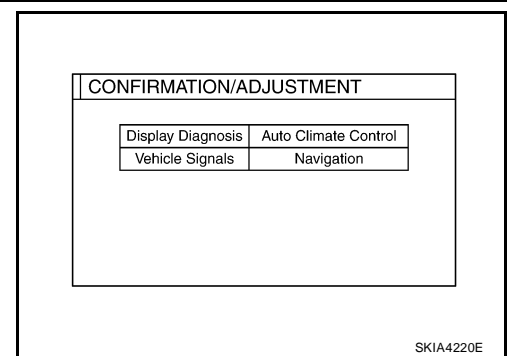 CONFIRMATION/ADJUSTMENT
Display Diagnosis Auto Climate Control
Vehicle Signals Navigation
SKIA4220E